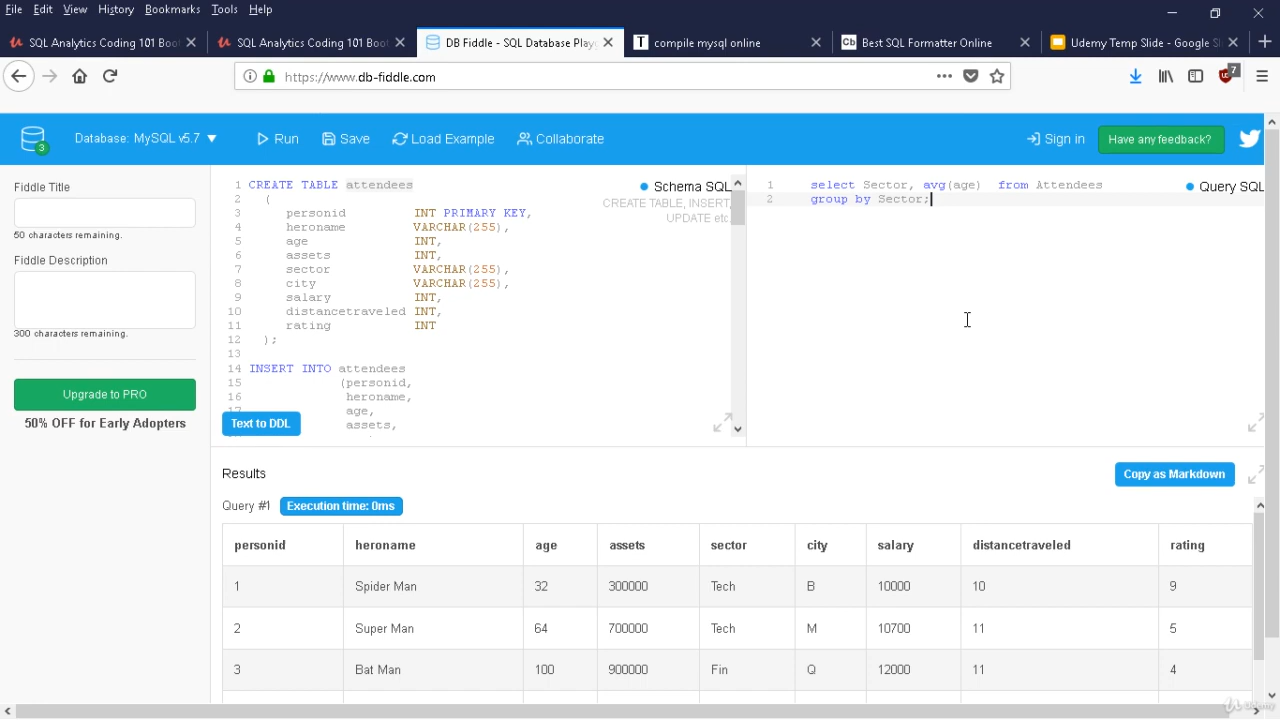 File Edit View History Bookmarks Tools Help
SQL Analytics Coding 101 Boot
SQL Analytics Coding 101 Boot
DB Fiddle - SQL Database Playg
T compile mysql online
Cb Best SQL Formatter Online
Udemy Temp Slide - Google Sl
https://www.db-fiddle.com
7
3
Database: MySQL v5.7 Run Save Load Example Collaborate Sign in Have any feedback?
Fiddle Title
50 characters remaining.
Fiddle Description
300 characters remaining.
Upgrade to PRO
50% OFF for Early Adopters
Schema SQL
CREATE TABLE, INSERT,
UPDATE etc.
1 CREATE TABLE attendees
2 (
3 personid INT PRIMARY KEY,
4 heroname VARCHAR(255),
5 age INT,
6 assets INT,
7 sector VARCHAR(255),
8 city VARCHAR(255),
9 salary INT,
10 distancetraveled INT,
11 rating INT
12 );
13
14 INSERT INTO attendees
15 (personid,
16 heroname,
17 age,
assets,
Text to DDL
Query SQL
1 select Sector, avg(age) from Attendees
2 group by Sector;
Results
Copy as Markdown
Query #1 Execution time: 0ms
personid heroname age assets sector city salary distancetraveled rating
1 Spider Man 32 300000 Tech B 10000 10 9
2 Super Man 64 700000 Tech M 10700 11 5
3 Bat Man 100 900000 Fin Q 12000 11 4
Udemy